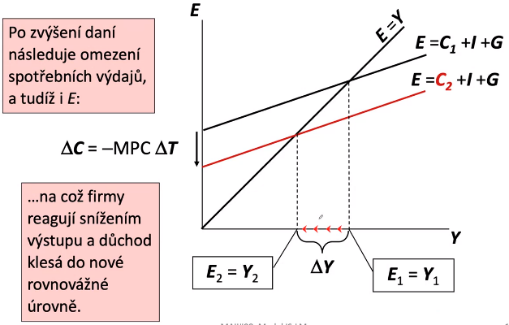 Po zvýšení daní
následuje omezení
spotřebních výdajů,
a tudíž i E:
E
E=Y
E =C1 +I +G
E =C2 +I +G
ΔC = –MPC ΔT
…na což firmy
reagují snížením
výstupu a důchod
klesá do nové
rovnovážné
úrovně.
Y
E2 = Y2
ΔY
E1 = Y1